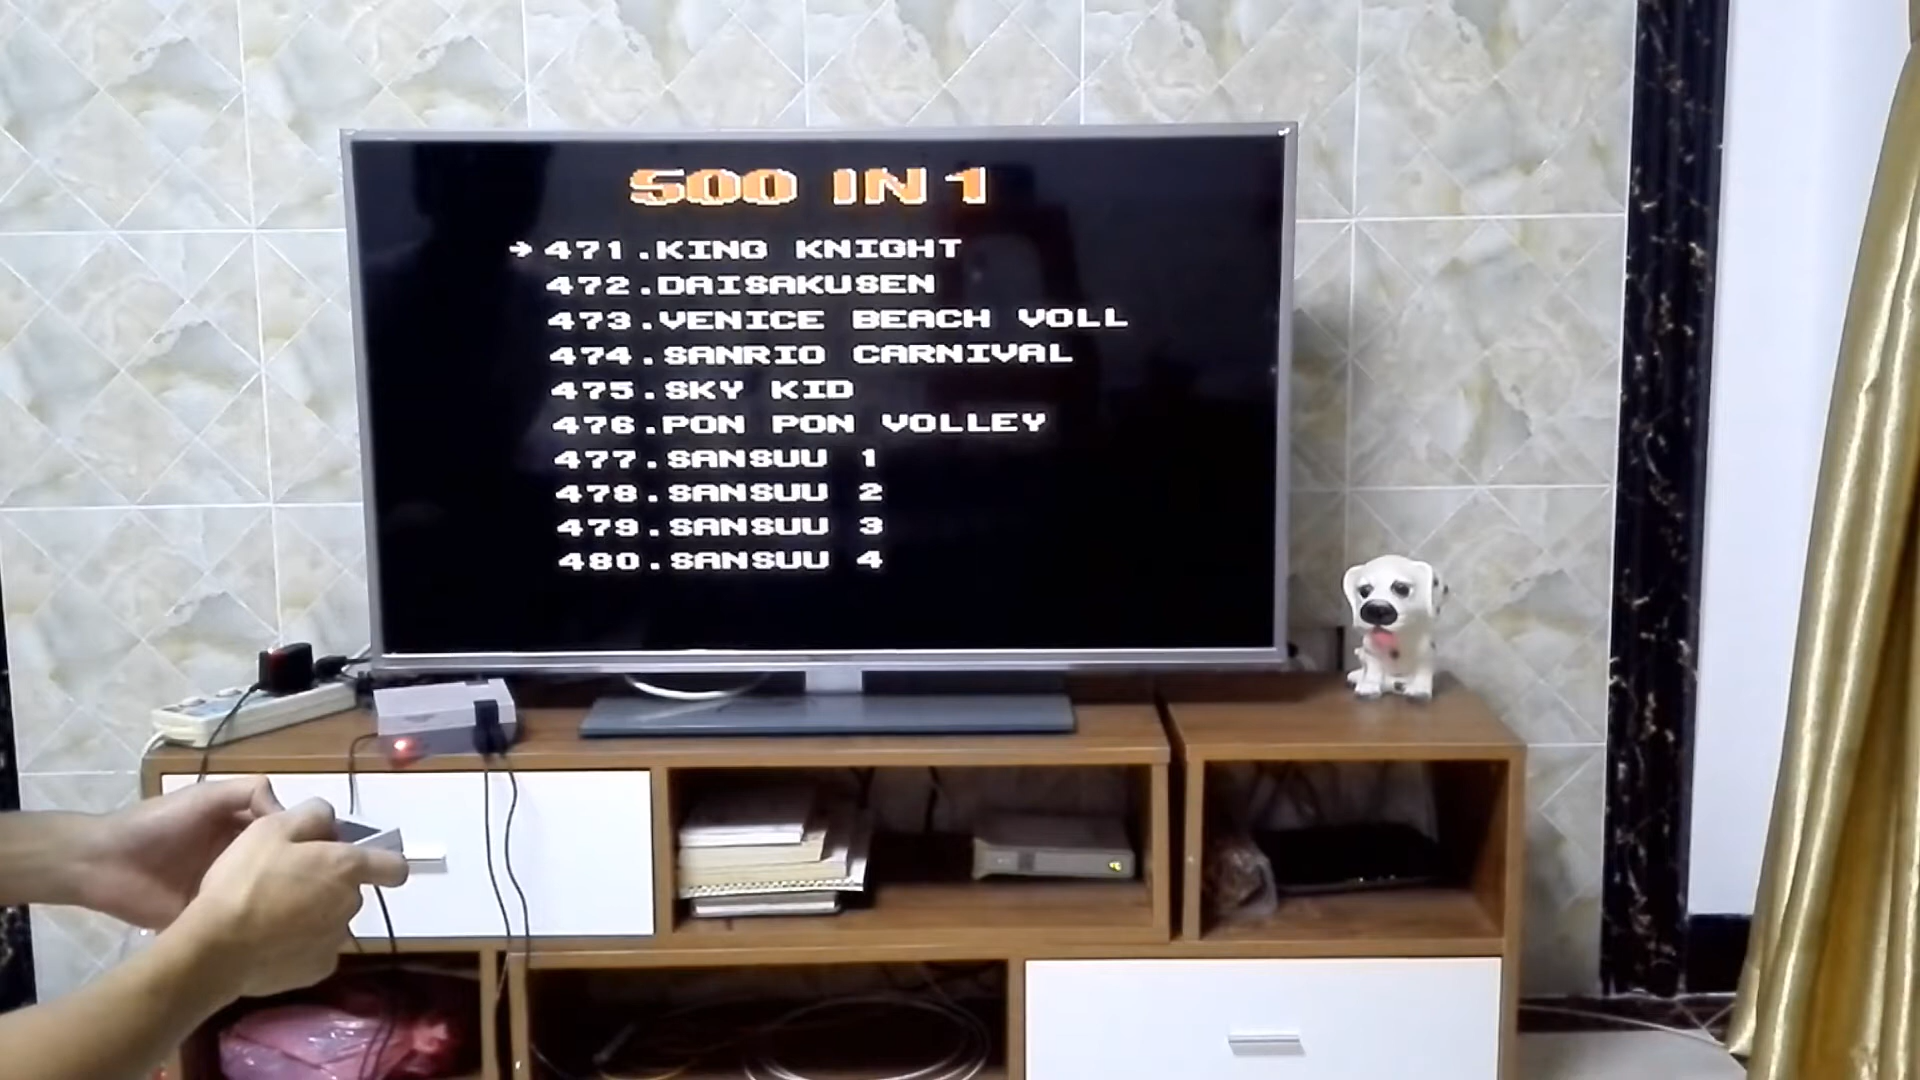 500 IN 1
→471.KING KNIGHT
472.DAISAKUSEN
473.VENICE BEACH VOLL
474.SANRIO CARNIVAL
475.SKY KID
476.PON PON VOLLEY
477.SANSUU 1
478.SANSUU 2
479.SANSUU 3
480.SANSUU 4